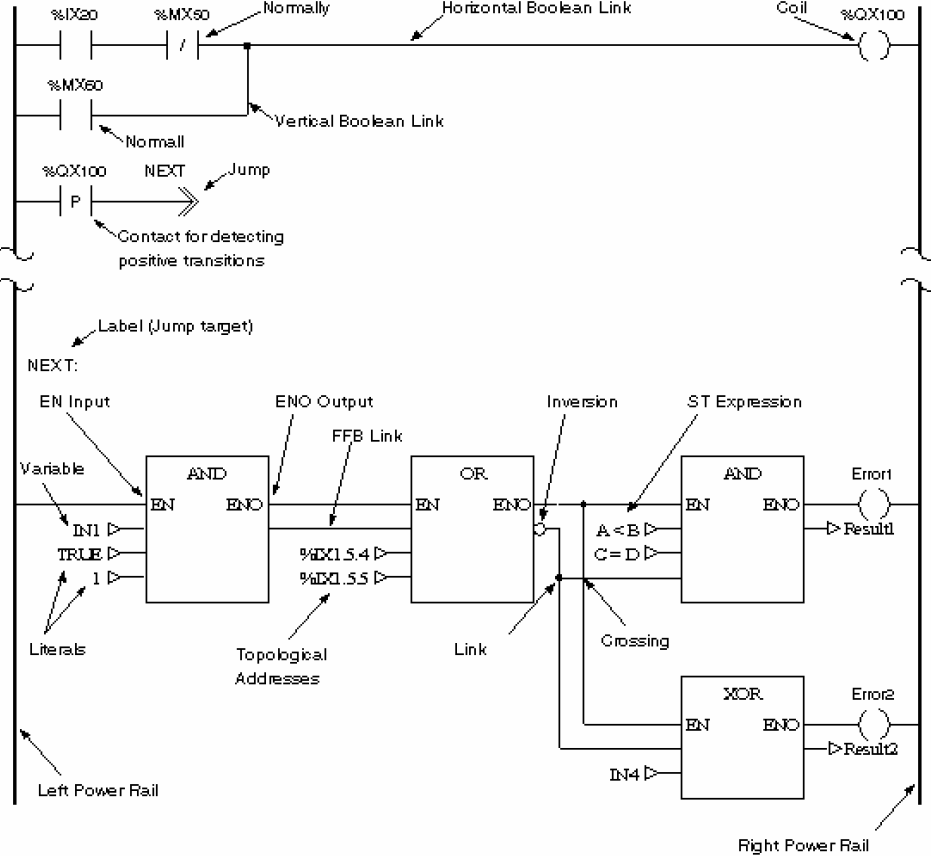 %IX20 %MX50 Normally Horizontal Boolean Link Coil %QX100
/
%MX60
Vertical Boolean Link
Normall
%QX100 NEXT Jump
P
Contact for detecting
positive transitions
Label (Jump target)
NEXT:
EN Input ENO Output Inversion ST Expression
FFB Link
Variable AND OR AND Error1
EN ENO EN ENO EN ENO
IN1 A<B Result1
TRUE %IX1.5.4 C=D
1 %IX1.5.5
Literals Link Crossing
Topological
Addresses
XOR Error2
EN ENO
Result2
IN4
Left Power Rail
Right Power Rail